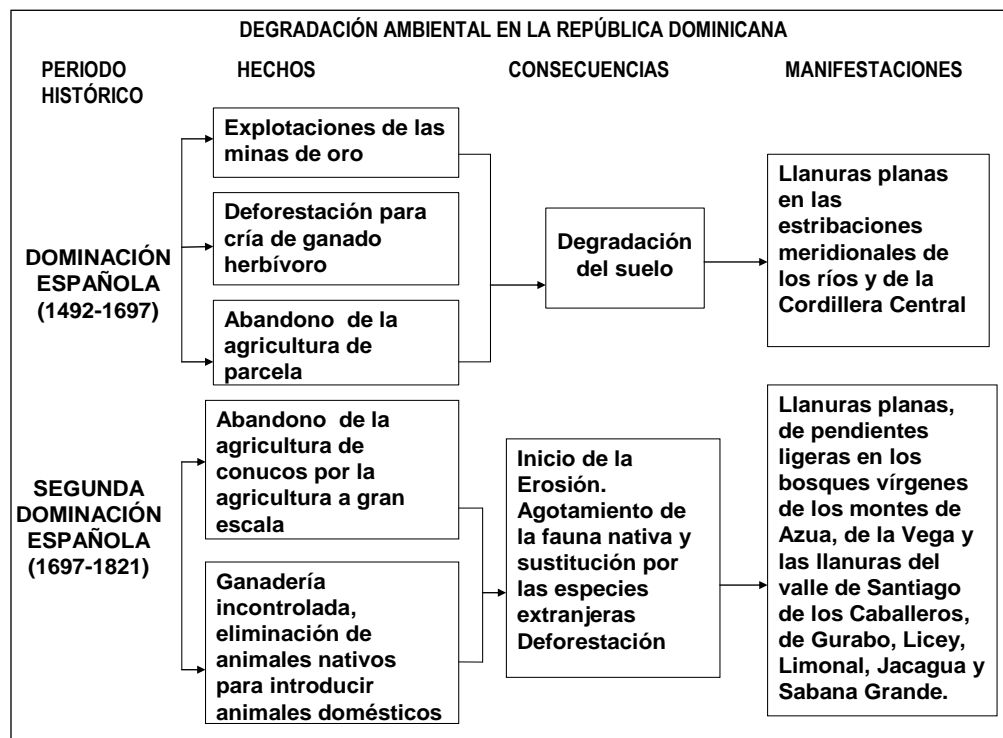 DEGRADACIÓN AMBIENTAL EN LA REPÚBLICA DOMINICANA
PERIODO
HISTÓRICO
HECHOS
CONSECUENCIAS
MANIFESTACIONES
DOMINACIÓN
ESPAÑOLA
(1492-1697)
Explotaciones de las
minas de oro
Deforestación para
cría de ganado
herbívoro
Abandono de la
agricultura de
parcela
Degradación
del suelo
Llanuras planas
en las
estribaciones
meridionales de
los ríos y de la
Cordillera Central
SEGUNDA
DOMINACIÓN
ESPAÑOLA
(1697-1821)
Abandono de la
agricultura de
conucos por la
agricultura a gran
escala
Ganadería
incontrolada,
eliminación de
animales nativos
para introducir
animales domésticos
Inicio de la
Erosión.
Agotamiento de
la fauna nativa y
sustitución por
las especies
extranjeras
Deforestación
Llanuras planas,
de pendientes
ligeras en los
bosques vírgenes
de los montes de
Azua, de la Vega y
las llanuras del
valle de Santiago
de los Caballeros,
de Gurabo, Licey,
Limonal, Jacagua y
Sabana Grande.